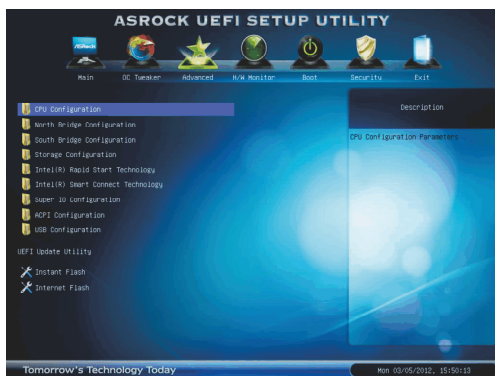 ASROCK UEFI SETUP UTILITY
ASRock
Main OC Tweaker Advanced H/W Monitor Boot Security Exit
CPU Configuration
North Bridge Configuration
South Bridge Configuration
Storage Configuration
Intel(R) Rapid Start Technology
Intel(R) Smart Connect Technology
Super IO Configuration
ACPI Configuration
USB Configuration
UEFI Update Utility
Instant Flash
Internet Flash
Description
CPU Configuration Parameters
Tomorrow's Technology Today
Mon 03/05/2012, 15:50:13